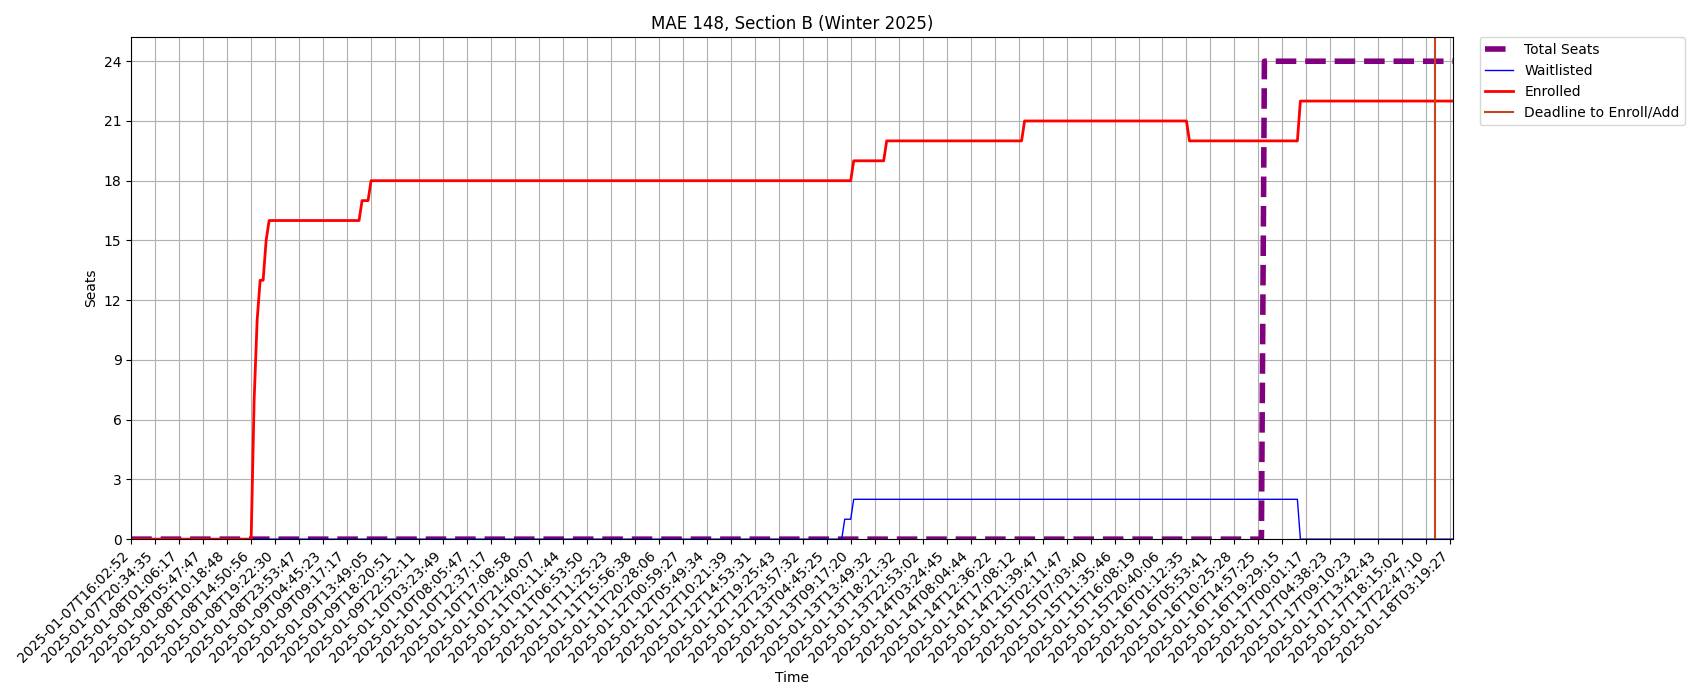 MAE 148, Section B (Winter 2025)
Total Seats
Waitlisted
Enrolled
Deadline to Enroll/Add
Seats
24
21
18
15
12
9
6
3
0
2025-01-07T16:02:52
2025-01-07T20:34:35
2025-01-08T01:06:17
2025-01-08T05:47:47
2025-01-08T10:18:48
2025-01-08T14:50:56
2025-01-08T19:22:30
2025-01-08T23:53:47
2025-01-09T04:45:23
2025-01-09T09:17:17
2025-01-09T13:49:05
2025-01-09T18:20:51
2025-01-09T22:52:11
2025-01-10T03:23:49
2025-01-10T08:05:47
2025-01-10T12:37:17
2025-01-10T17:08:58
2025-01-10T21:40:07
2025-01-11T02:11:44
2025-01-11T06:53:50
2025-01-11T11:25:23
2025-01-11T15:56:38
2025-01-11T20:28:06
2025-01-12T00:59:27
2025-01-12T05:49:34
2025-01-12T10:21:39
2025-01-12T14:53:31
2025-01-12T19:25:43
2025-01-12T23:57:32
2025-01-13T04:45:25
2025-01-13T09:17:20
2025-01-13T13:49:32
2025-01-13T18:21:32
2025-01-13T22:53:02
2025-01-14T03:24:45
2025-01-14T08:04:44
2025-01-14T12:36:22
2025-01-14T17:08:12
2025-01-14T21:39:47
2025-01-15T02:11:47
2025-01-15T07:03:40
2025-01-15T11:35:46
2025-01-15T16:08:19
2025-01-15T20:40:06
2025-01-16T01:12:35
2025-01-16T05:53:41
2025-01-16T10:25:28
2025-01-16T14:57:25
2025-01-16T19:29:15
2025-01-17T00:01:17
2025-01-17T04:38:23
2025-01-17T09:10:23
2025-01-17T13:42:43
2025-01-17T18:15:02
2025-01-17T22:47:10
2025-01-18T03:19:27
Time